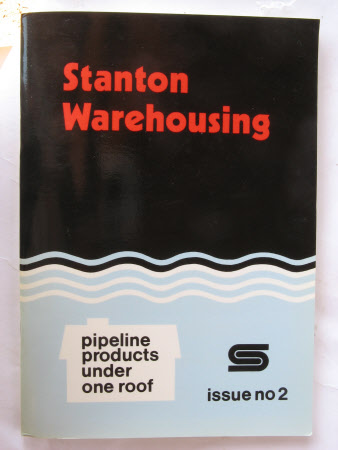 Stanton
Warehousing
pipeline
products
under
one roof
issue no 2